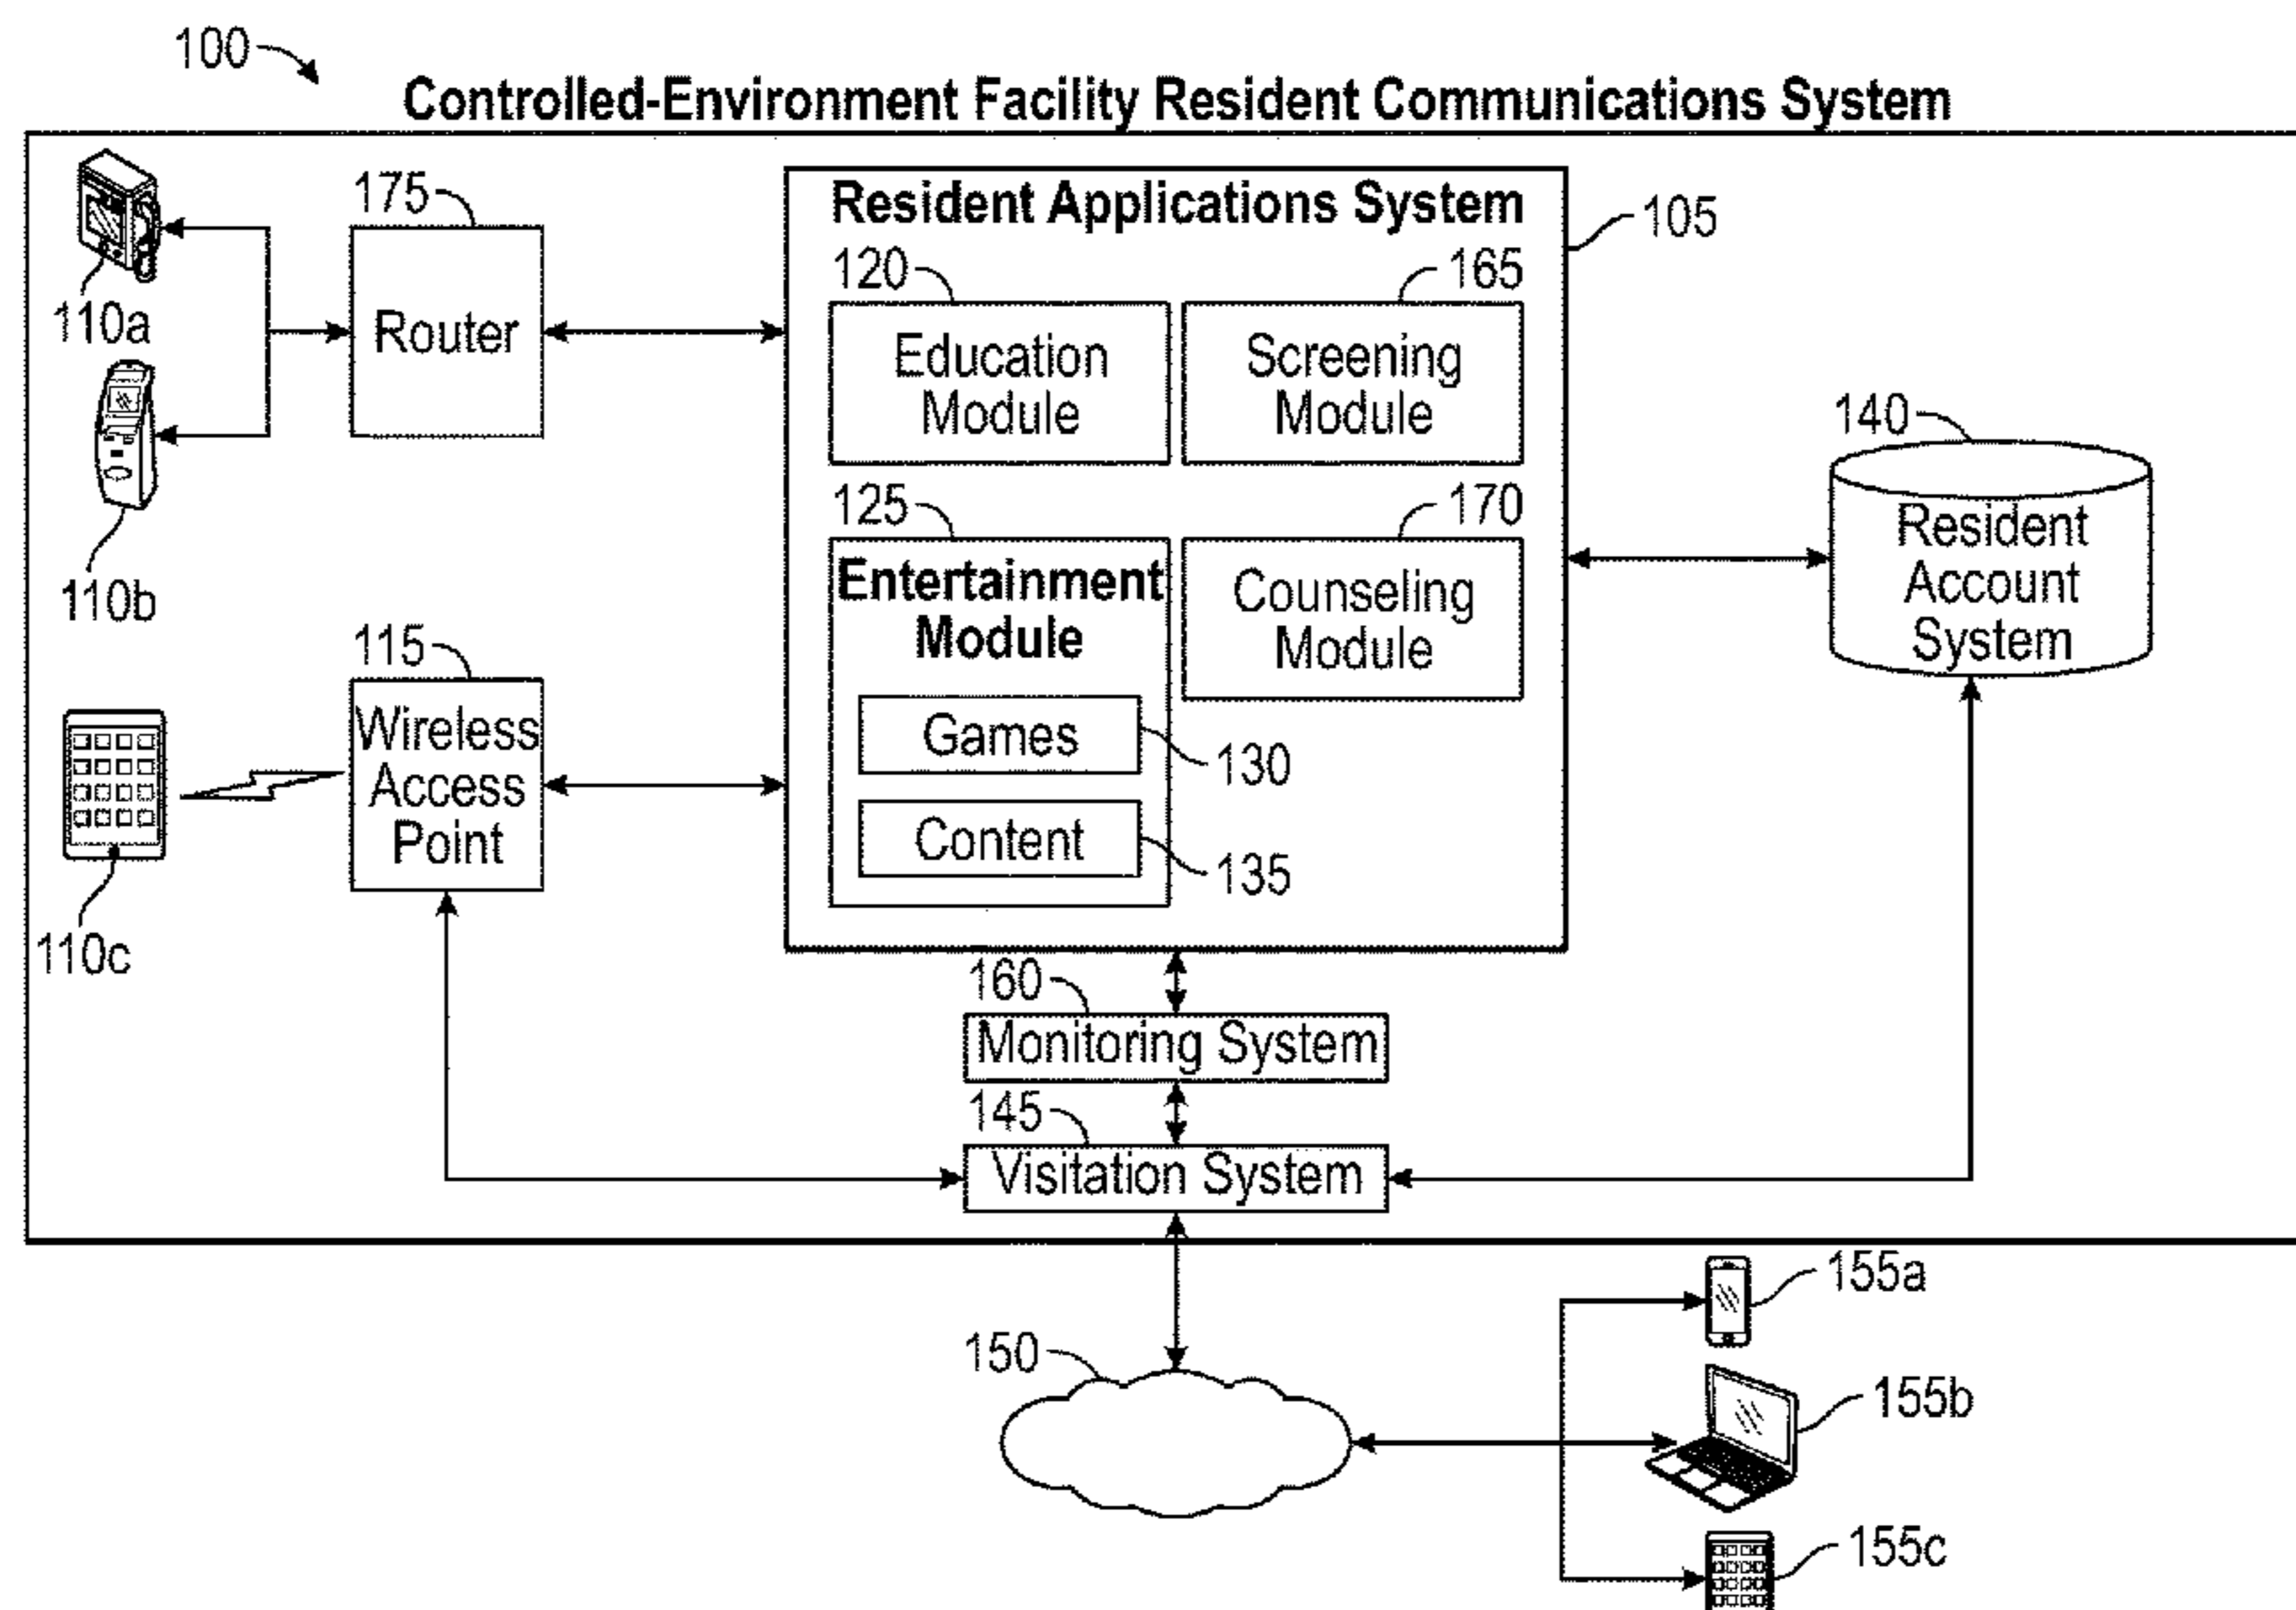 100
Controlled-Environment Facility Resident Communications System
110a
110b
110c
175
Router
115
Wireless
Access
Point
Resident Applications System
105
120
Education
Module
165
Screening
Module
125
Entertainment
Module
Games
130
Content
135
170
Counseling
Module
140
Resident
Account
System
160
Monitoring System
145
Visitation System
150
155a
155b
155c